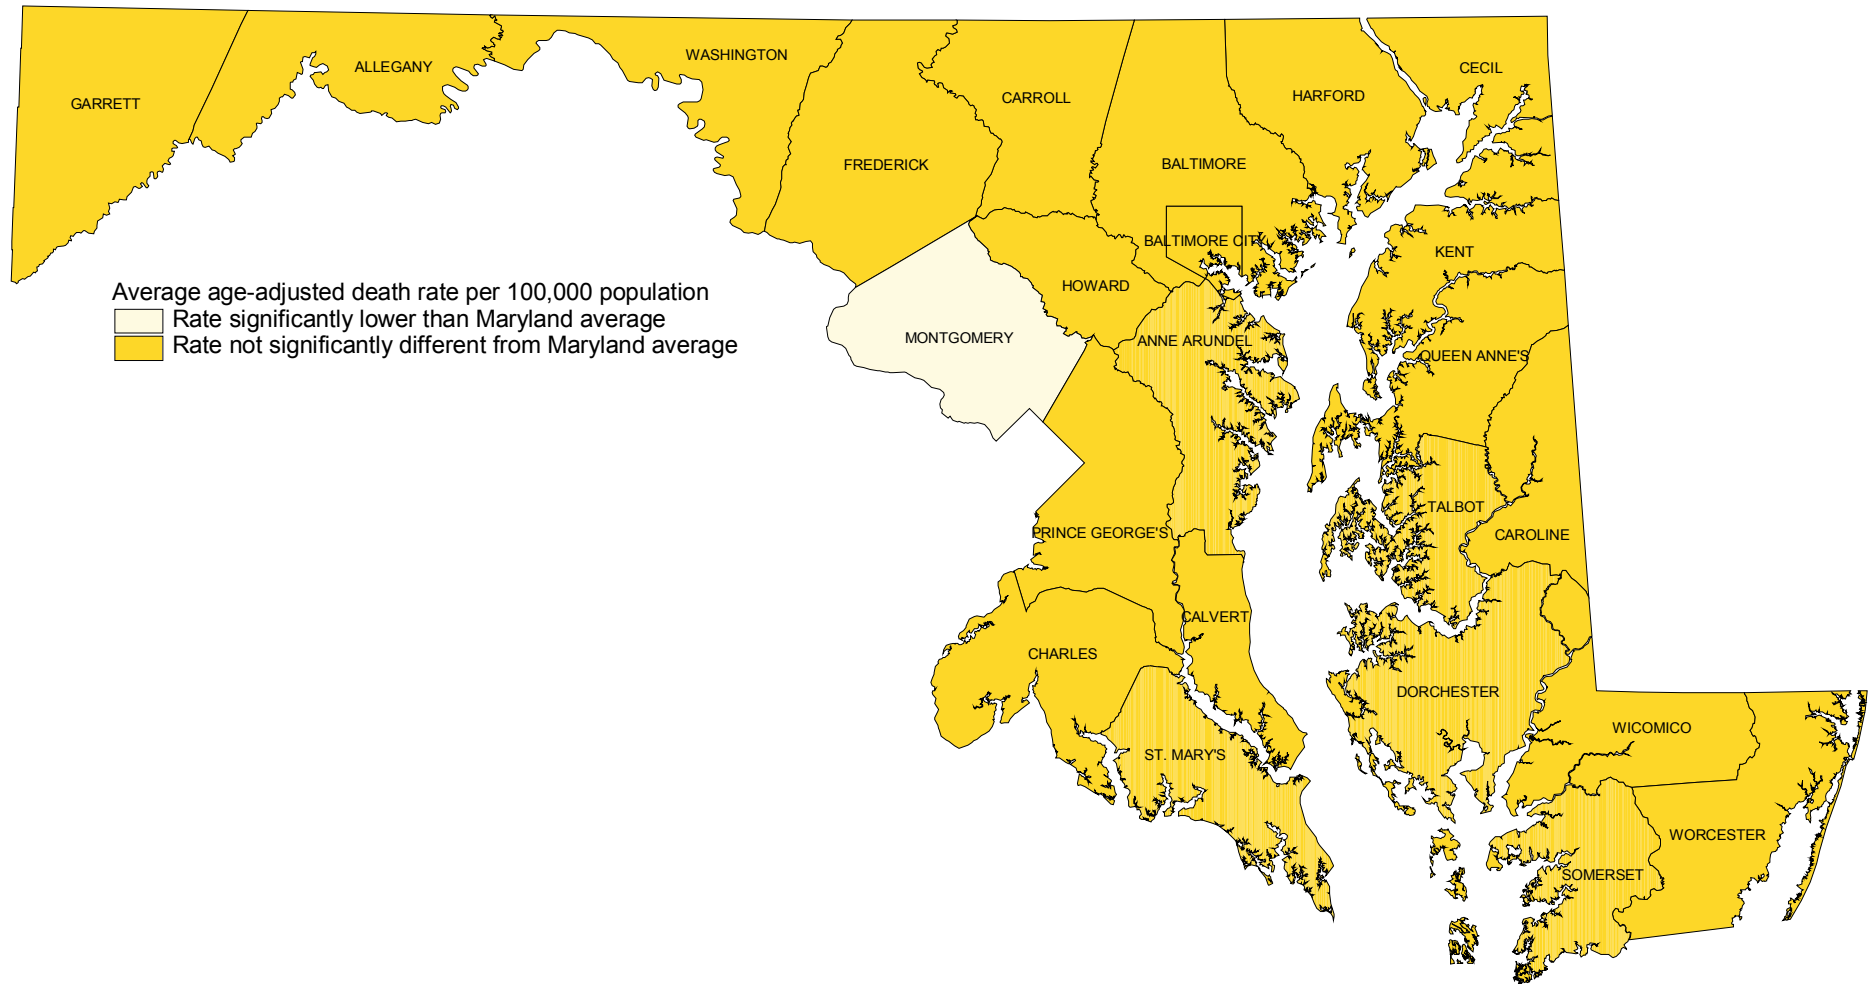 WASHINGTON
ALLEGANY
CECIL
GARRETT
CARROLL
HARFORD
FREDERICK
BALTIMORE
BALTIMORE CITY
KENT
HOWARD
Average age-adjusted death rate per 100,000 population
Rate significantly lower than Maryland average
Rate not significantly different from Maryland average
MONTGOMERY
ANNE ARUNDEL
QUEEN ANNE'S
TALBOT
PRINCE GEORGE'S
CAROLINE
CALVERT
CHARLES
DORCHESTER
WICOMICO
ST. MARY'S
WORCESTER
SOMERSET